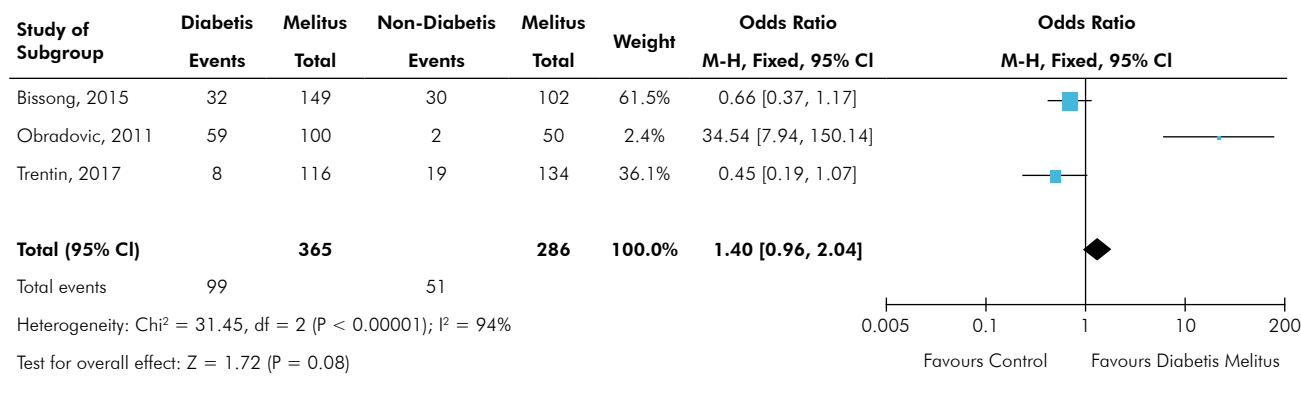 Study of Subgroup Diabetis Events Melitus Total Non-Diabetis Events Melitus Total Weight Odds Ratio M-H, Fixed, 95% Cl Odds Ratio M-H, Fixed, 95% Cl
Bissong, 2015 32 149 30 102 61.5% 0.66 [0.37, 1.17]
Obradovic, 2011 59 100 2 50 2.4% 34.54 [7.94, 150.14]
Trentin, 2017 8 116 19 134 36.1% 0.45 [0.19, 1.07]
Total (95% Cl) 365 286 100.0% 1.40 [0.96, 2.04]
Total events 99 51
Heterogeneity: Chi² = 31.45, df = 2 (P < 0.00001); I² = 94%
0.005 0.1 1 10 200
Test for overall effect: Z = 1.72 (P = 0.08)
Favours Control Favours Diabetis Melitus